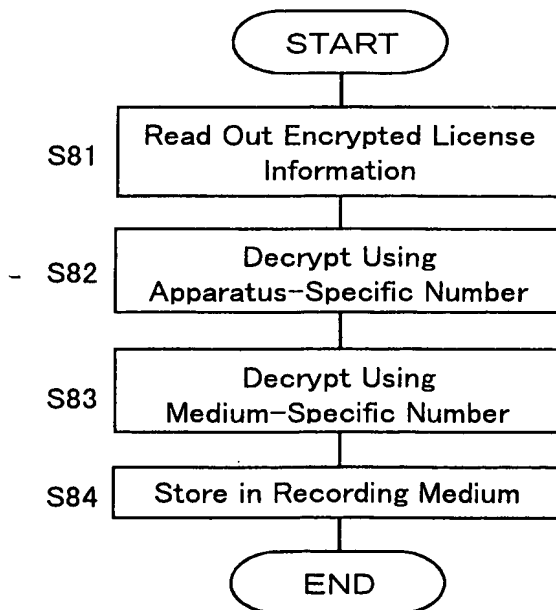 START
S81
Read Out Encrypted License
Information
S82
Decrypt Using
Apparatus-Specific Number
S83
Decrypt Using
Medium-Specific Number
S84
Store in Recording Medium
END